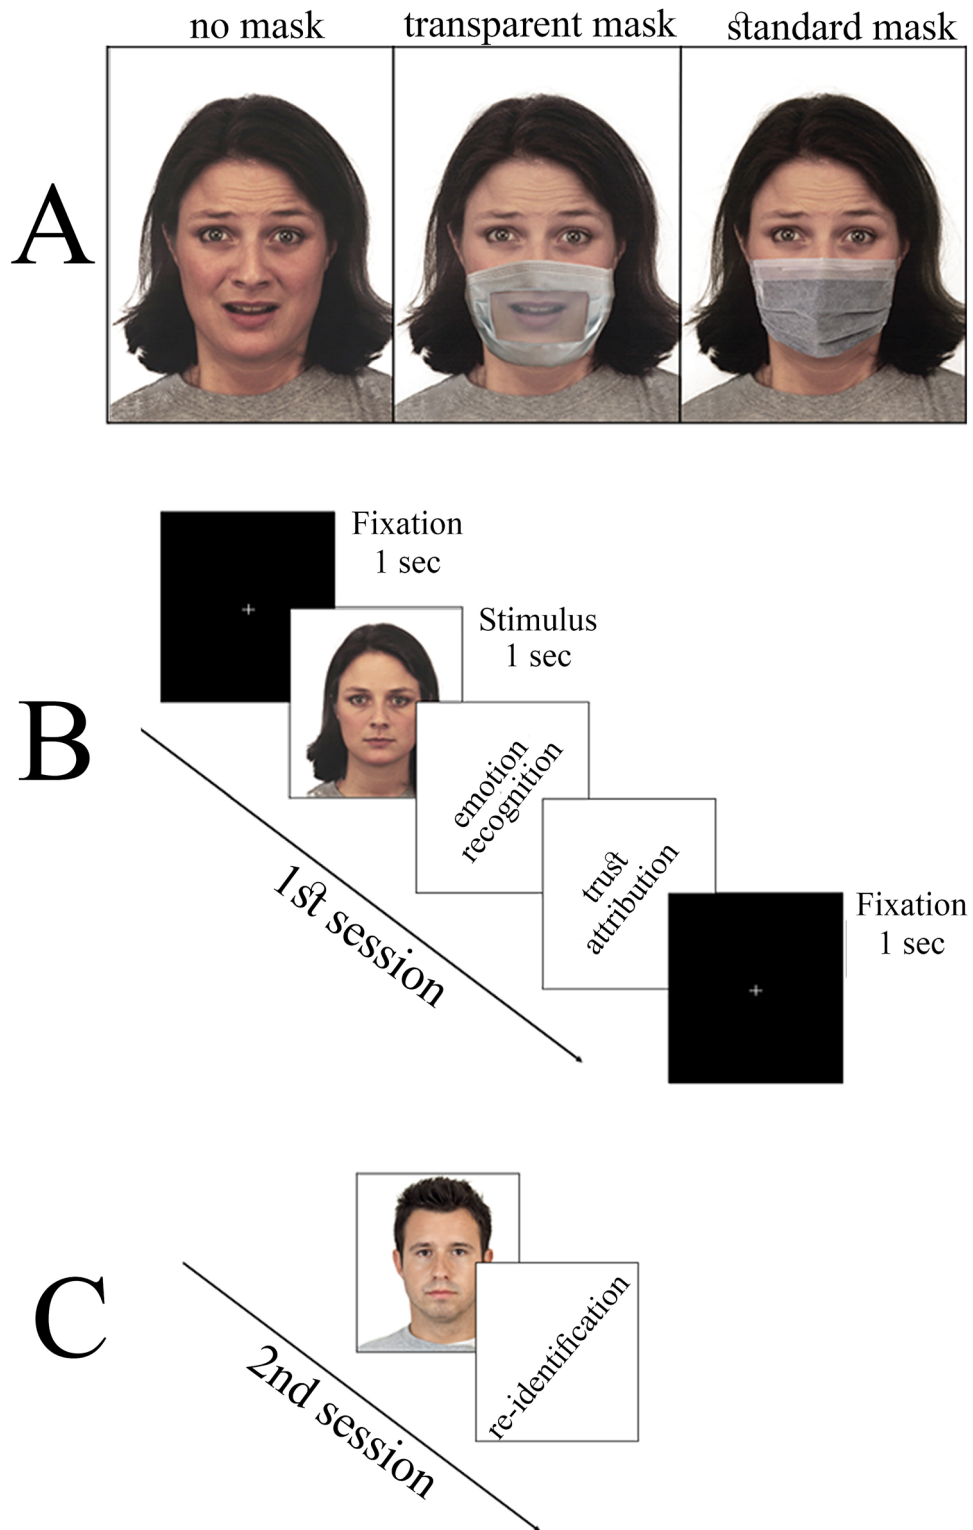 no mask
transparent mask
standard mask
A
Fixation
1 sec
Stimulus
1 sec
B
emotion
recognition
trust
attribution
Fixation
1 sec
1st session
C
re-identification
2nd session